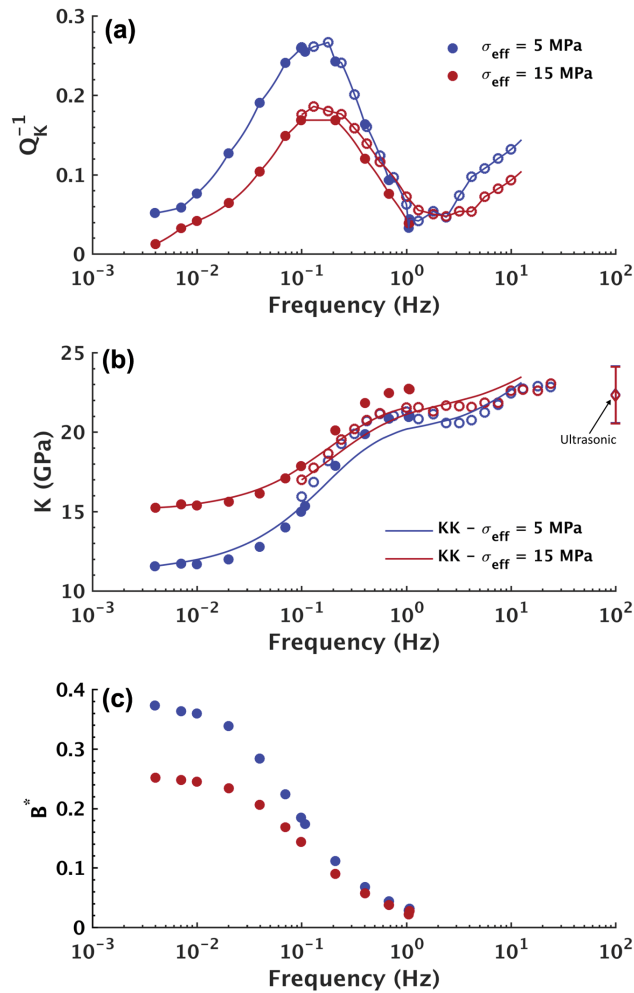 (a)
0.3
0.2
0.1
0
Q_K^-1
σ_eff = 5 MPa
σ_eff = 15 MPa
10^-3 10^-2 10^-1 10^0 10^1 10^2
Frequency (Hz)
(b)
25
20
15
10
K (GPa)
Ultrasonic
KK - σ_eff = 5 MPa
KK - σ_eff = 15 MPa
10^-3 10^-2 10^-1 10^0 10^1 10^2
Frequency (Hz)
(c)
0.4
0.3
0.2
0.1
0
B*
10^-3 10^-2 10^-1 10^0 10^1 10^2
Frequency (Hz)